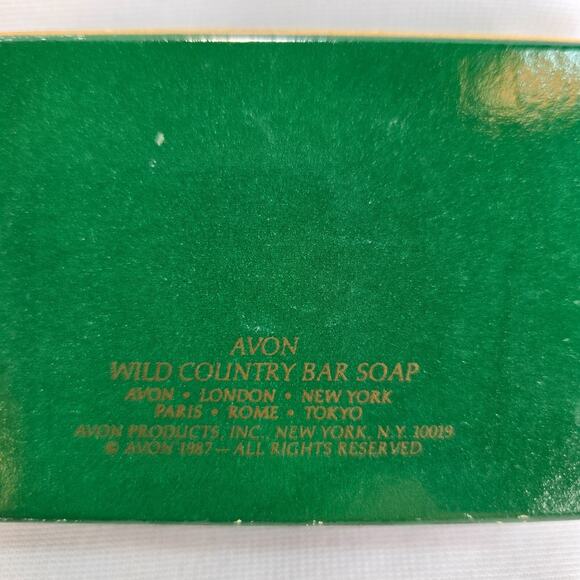 AVON
WILD COUNTRY BAR SOAP
AVON • LONDON • NEW YORK
PARIS • ROME • TOKYO
AVON PRODUCTS, INC., NEW YORK, N.Y. 10019
© AVON 1987 — ALL RIGHTS RESERVED